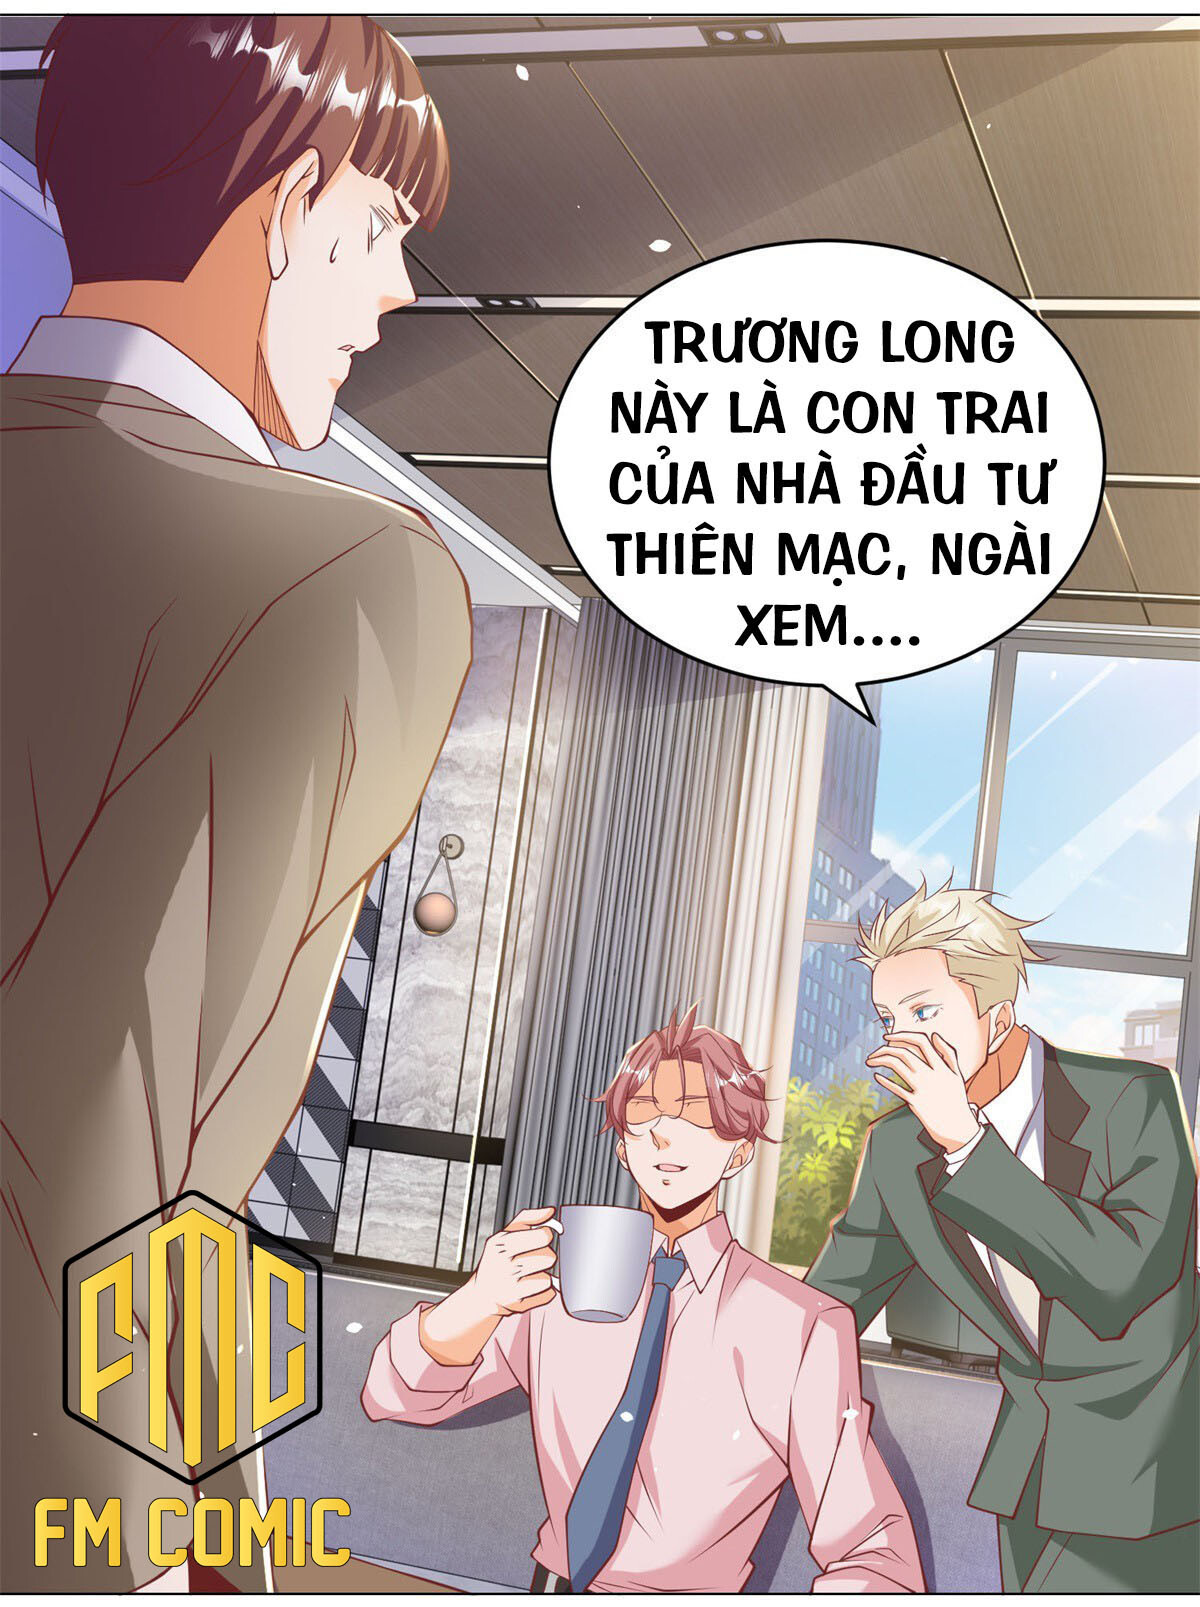 TRƯƠNG LONG
NÀY LÀ CON TRAI
CỦA NHÀ ĐẦU TƯ
THIÊN MẠC, NGÀI
XEM....
FMC
FM COMIC